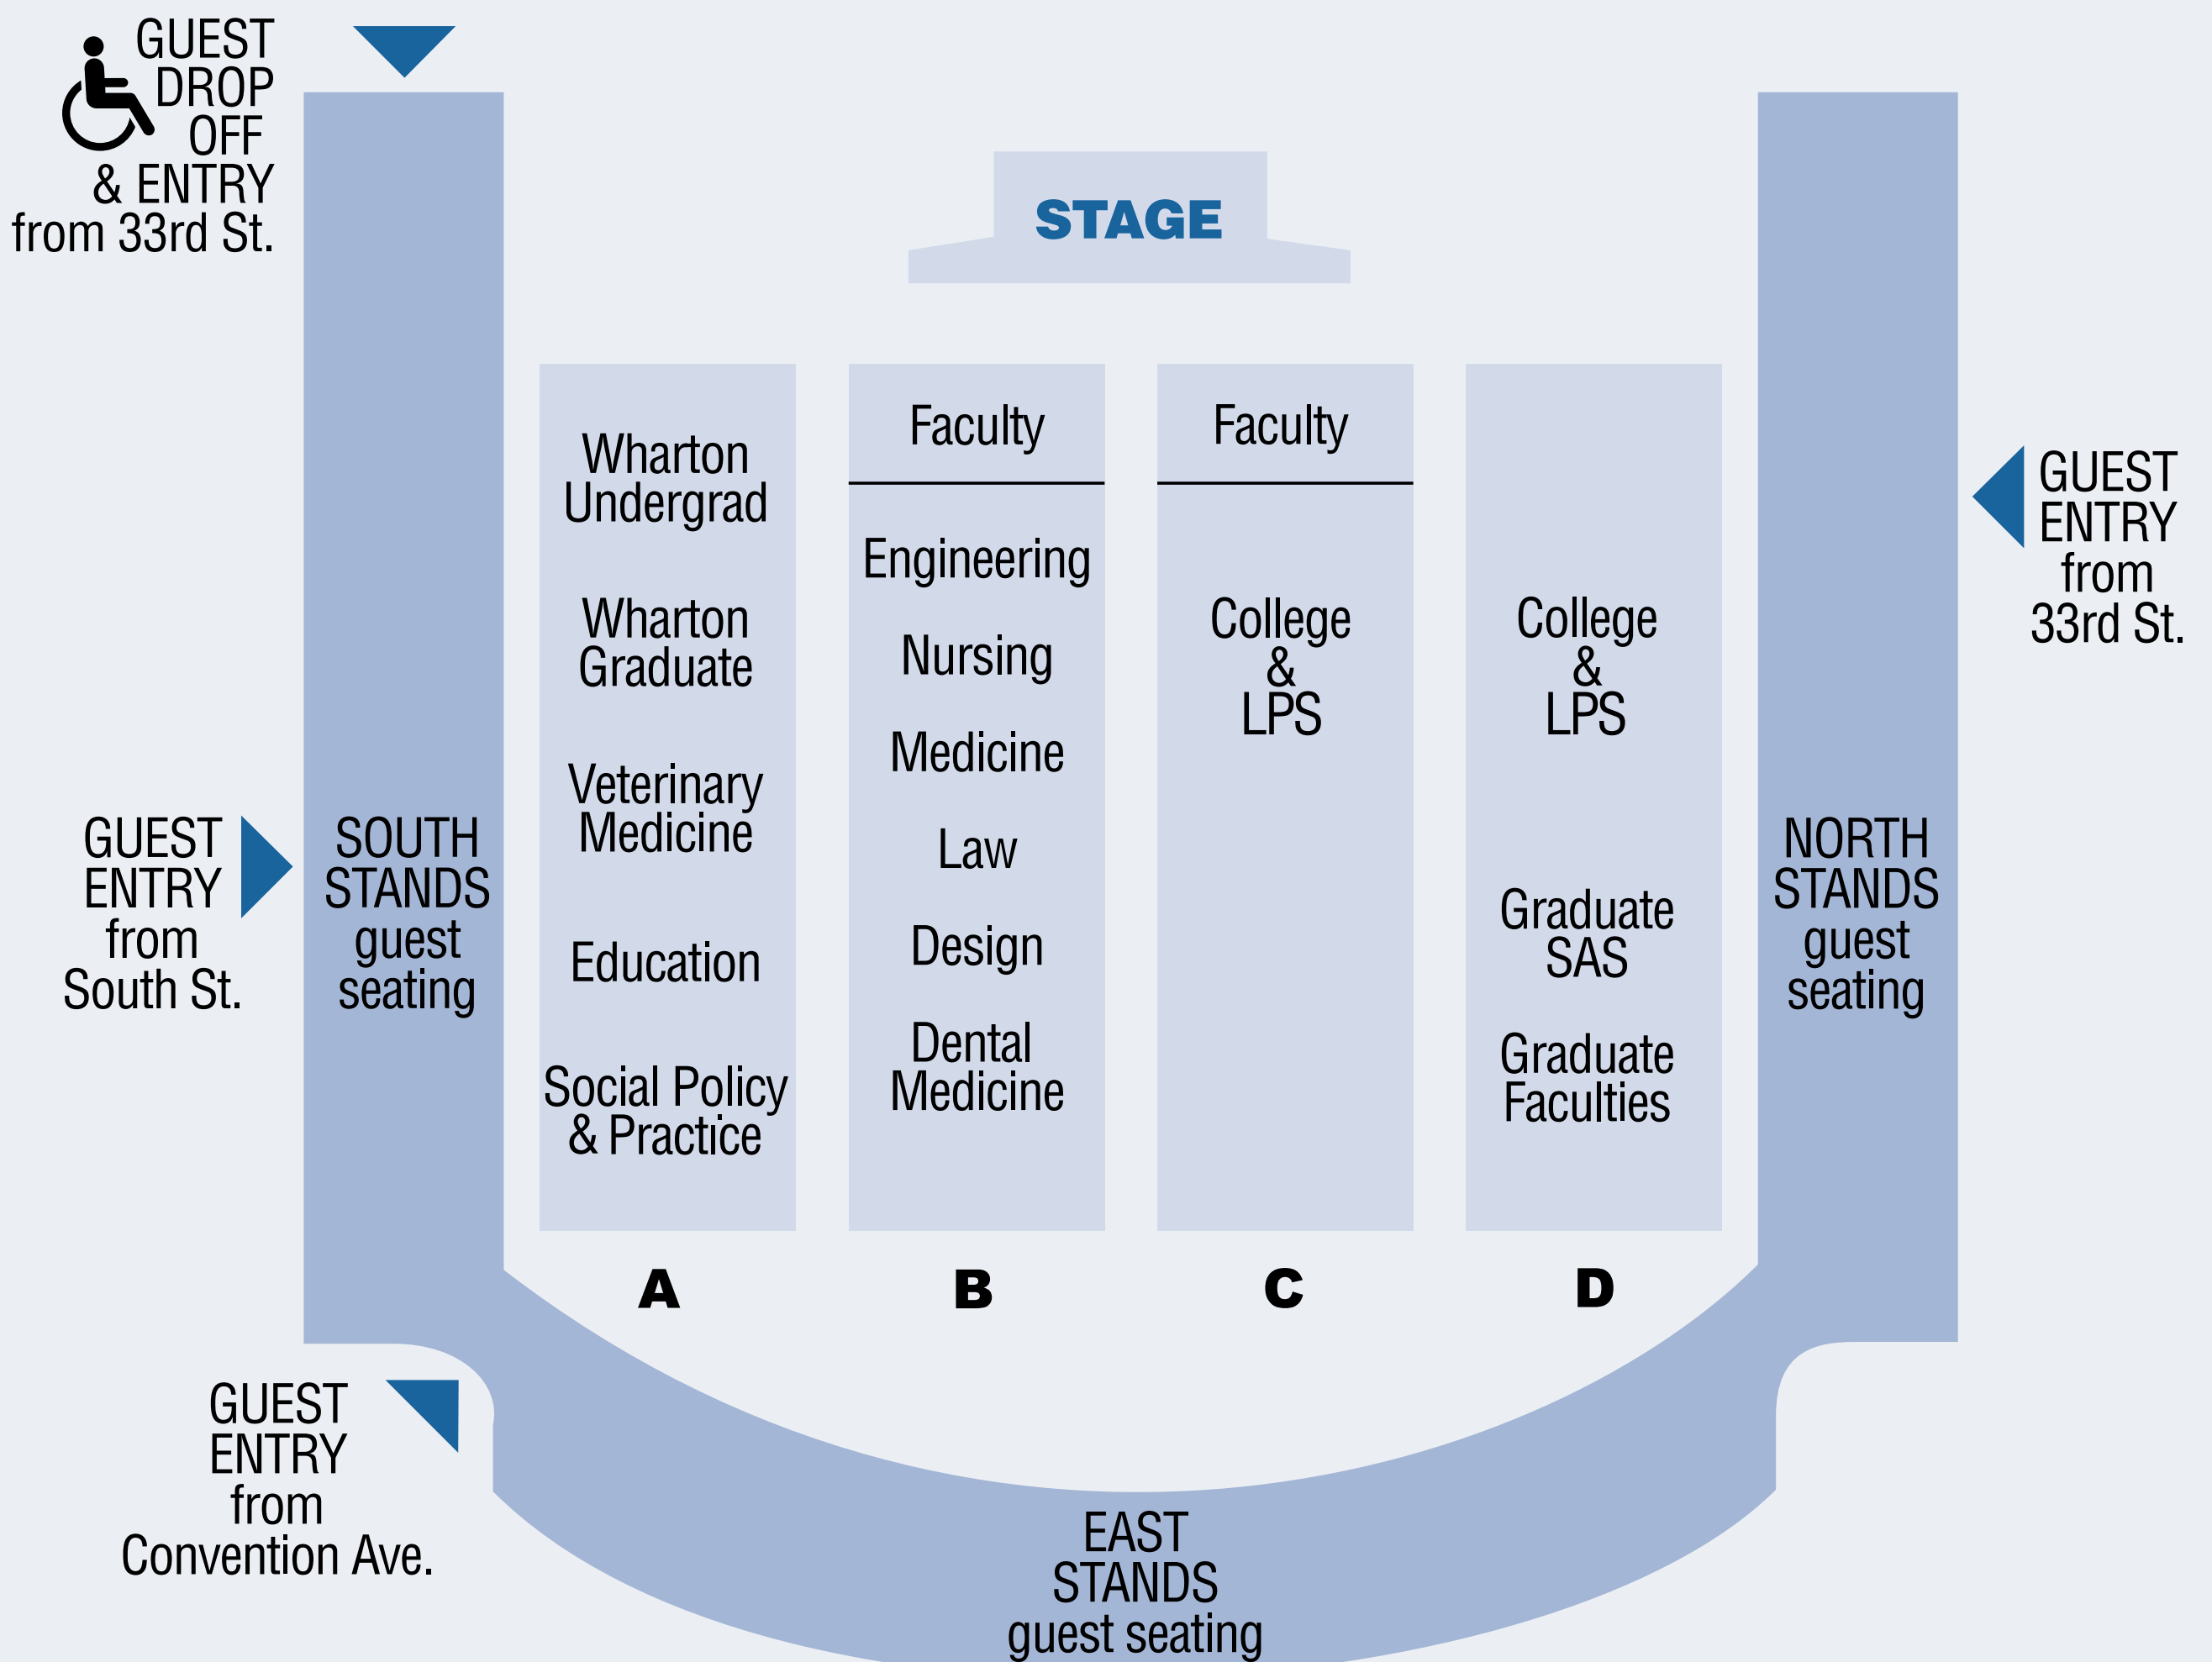 GUEST
DROP
OFF
& ENTRY
from 33rd St.
STAGE
Wharton
Undergrad
Wharton
Graduate
Veterinary
Medicine
Education
Social Policy
& Practice
A
Faculty
Engineering
Nursing
Medicine
Law
Design
Dental
Medicine
B
Faculty
College
&
LPS
C
College
&
LPS
Graduate
SAS
Graduate
Faculties
D
GUEST
ENTRY
from
33rd St.
GUEST
ENTRY
from
South St.
SOUTH
STANDS
guest
seating
NORTH
STANDS
guest
seating
GUEST
ENTRY
from
Convention Ave.
EAST
STANDS
guest seating